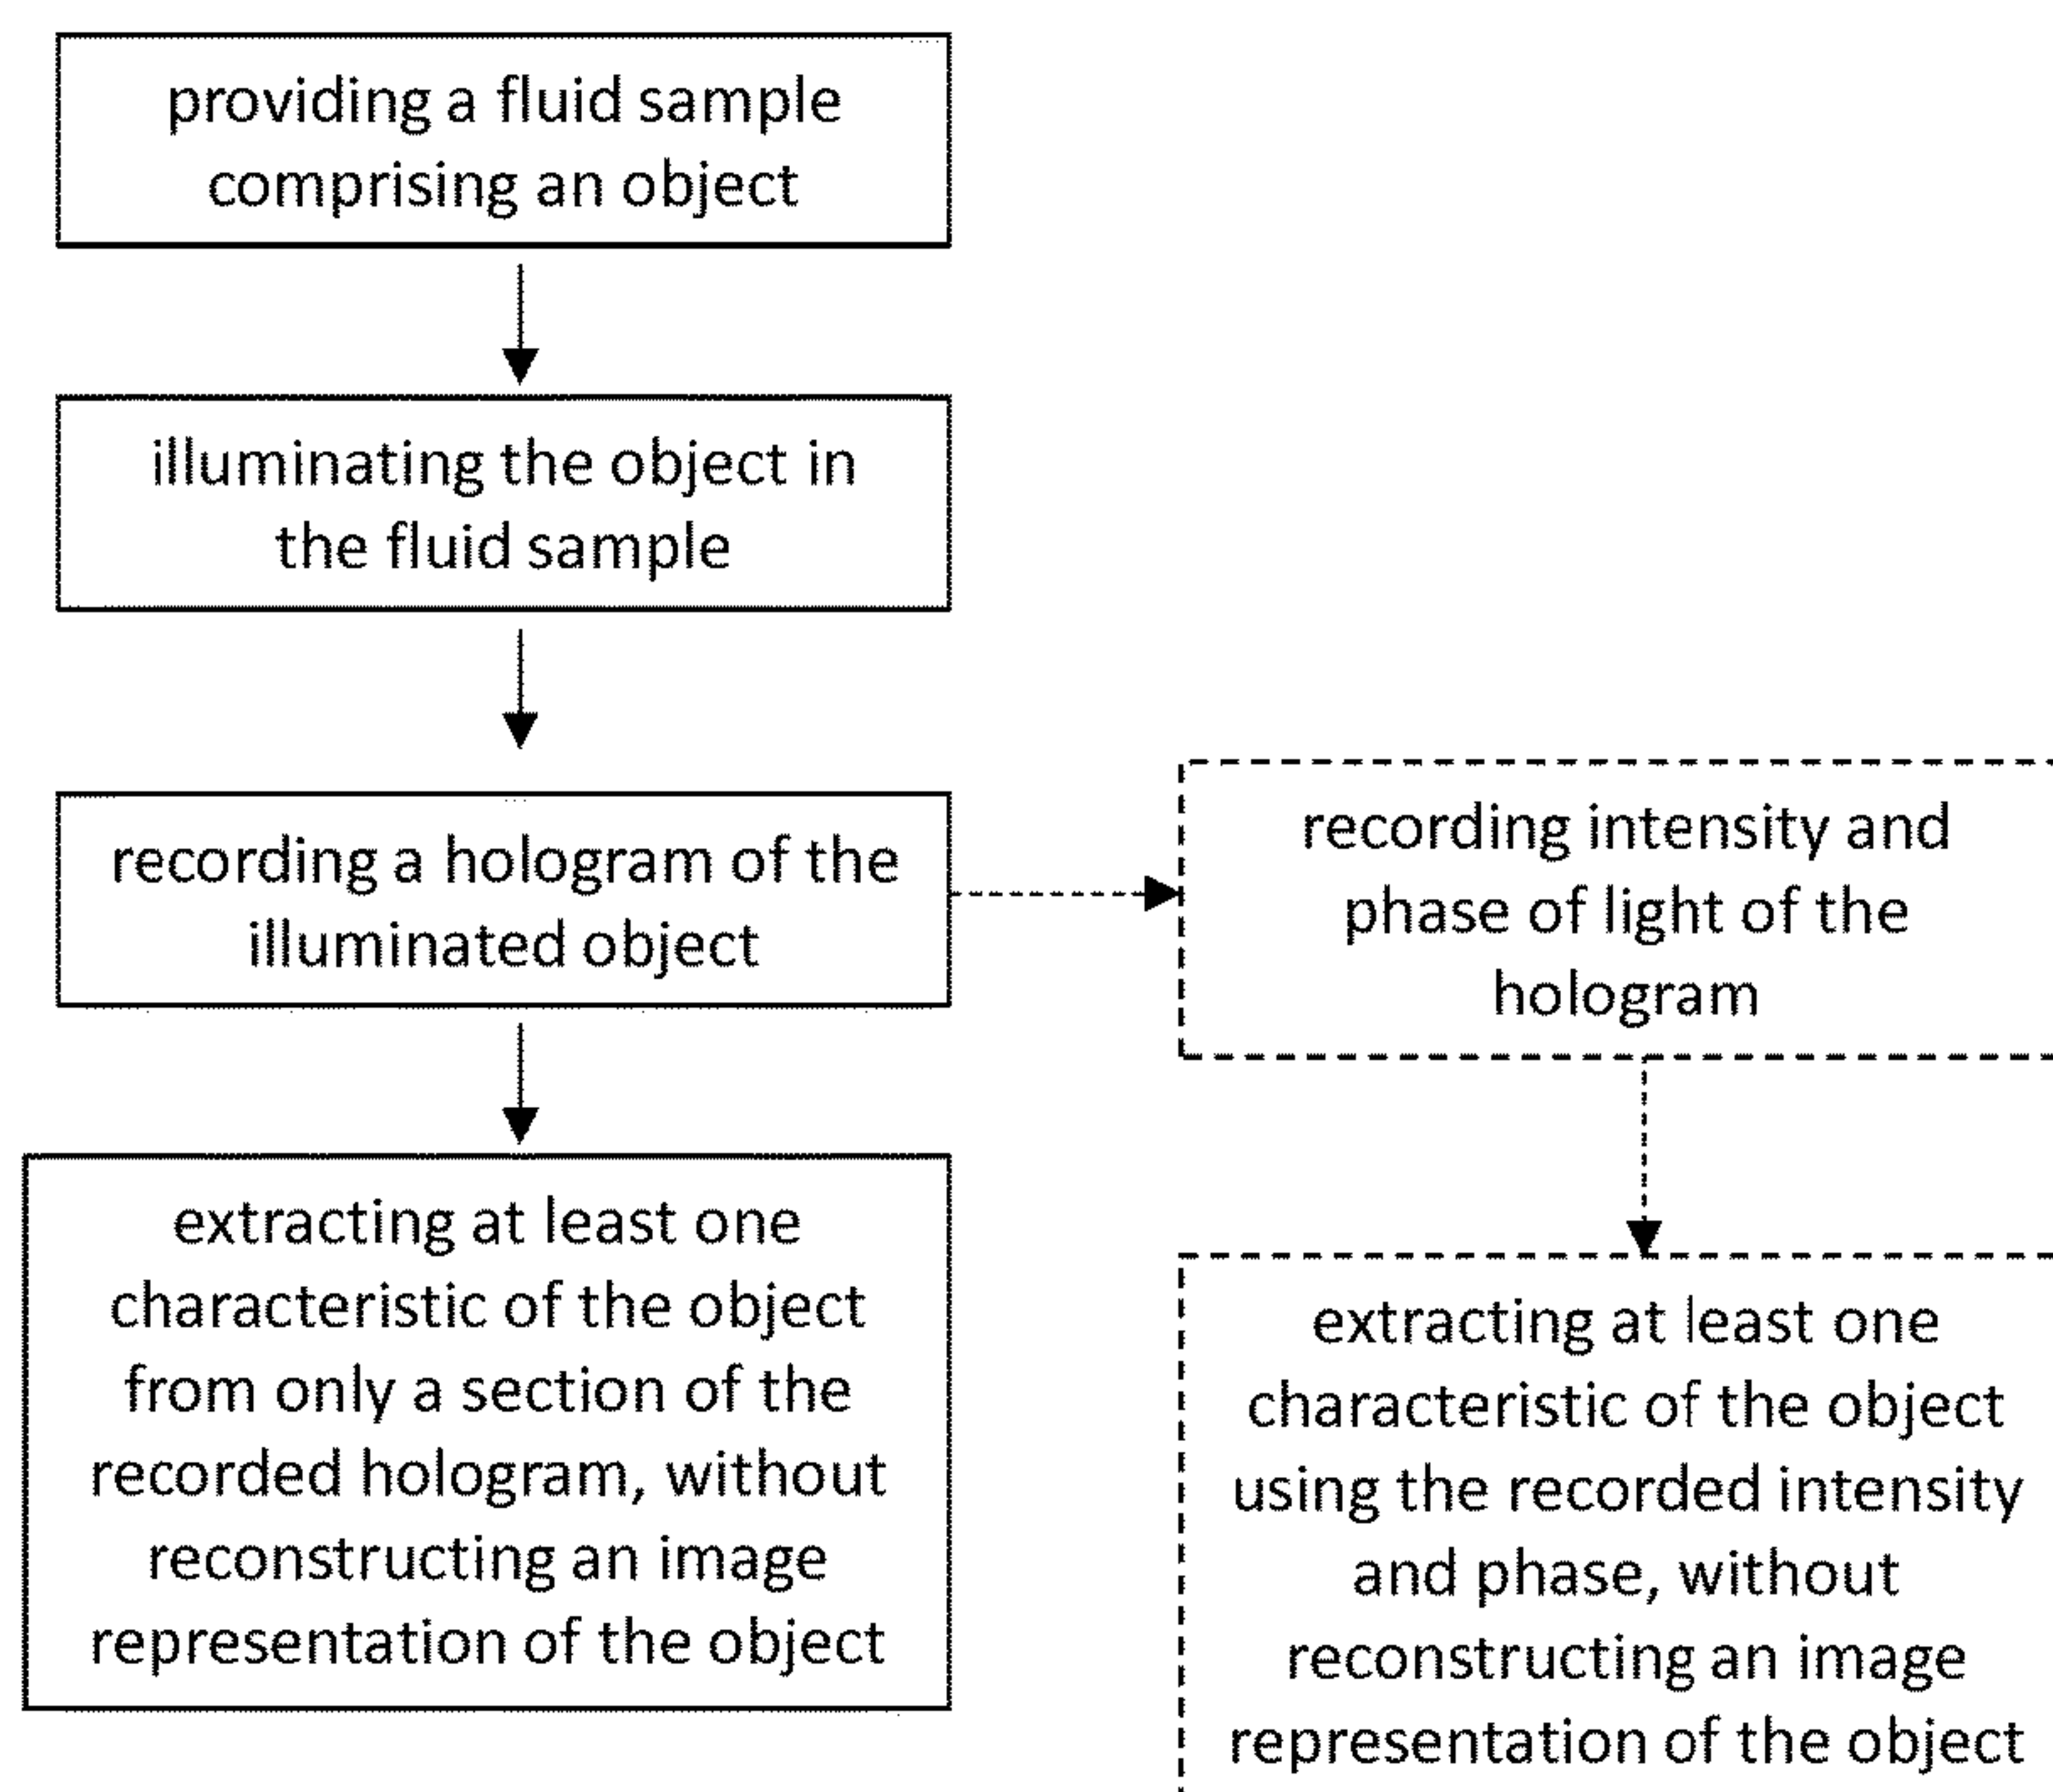 providing a fluid sample
comprising an object
illuminating the object in
the fluid sample
recording a hologram of the
illuminated object
extracting at least one
characteristic of the object
from only a section of the
recorded hologram, without
reconstructing an image
representation of the object
recording intensity and
phase of light of the
hologram
extracting at least one
characteristic of the object
using the recorded intensity
and phase, without
reconstructing an image
representation of the object